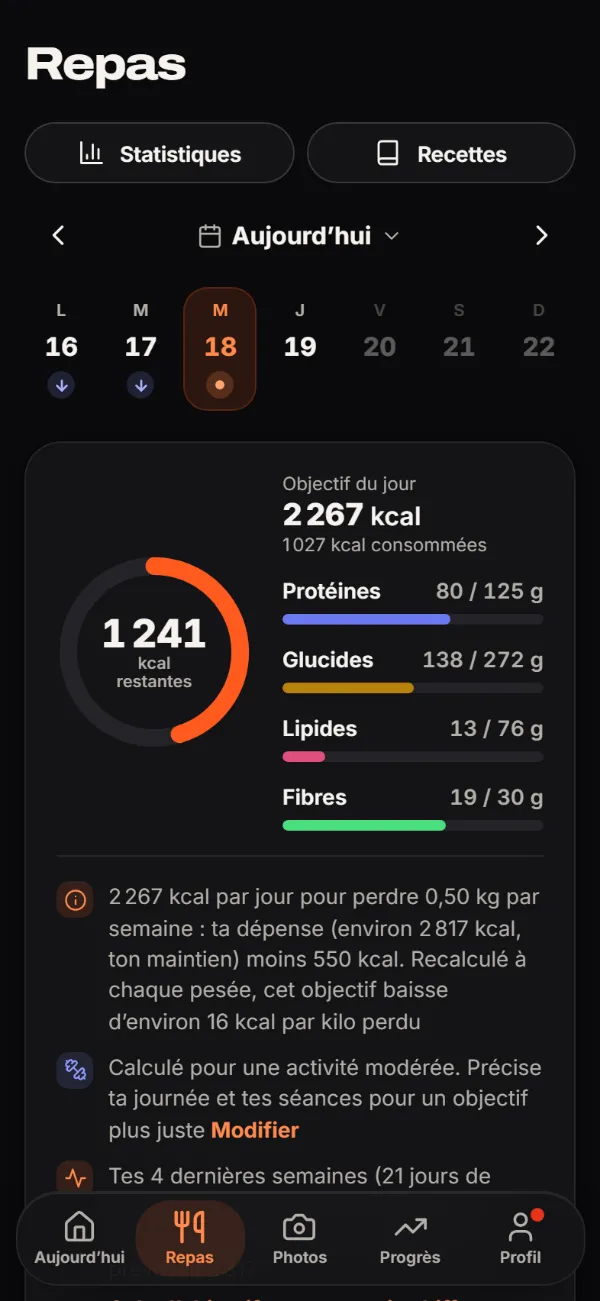 Repas
Statistiques
Recettes
Aujourd’hui
L M M J V S D
16 17 18 19 20 21 22
Objectif du jour
2 267 kcal
1 027 kcal consommées
1 241
kcal
restantes
Protéines 80 / 125 g
Glucides 138 / 272 g
Lipides 13 / 76 g
Fibres 19 / 30 g
2 267 kcal par jour pour perdre 0,50 kg par
semaine : ta dépense (environ 2 817 kcal,
ton maintien) moins 550 kcal. Recalculé à
chaque pesée, cet objectif baisse
d’environ 16 kcal par kilo perdu
Calculé pour une activité modérée. Précise
ta journée et tes séances pour un objectif
plus juste Modifier
Tes 4 dernières semaines (21 jours de
Aujourd’hui
Repas
Photos
Progrès
Profil